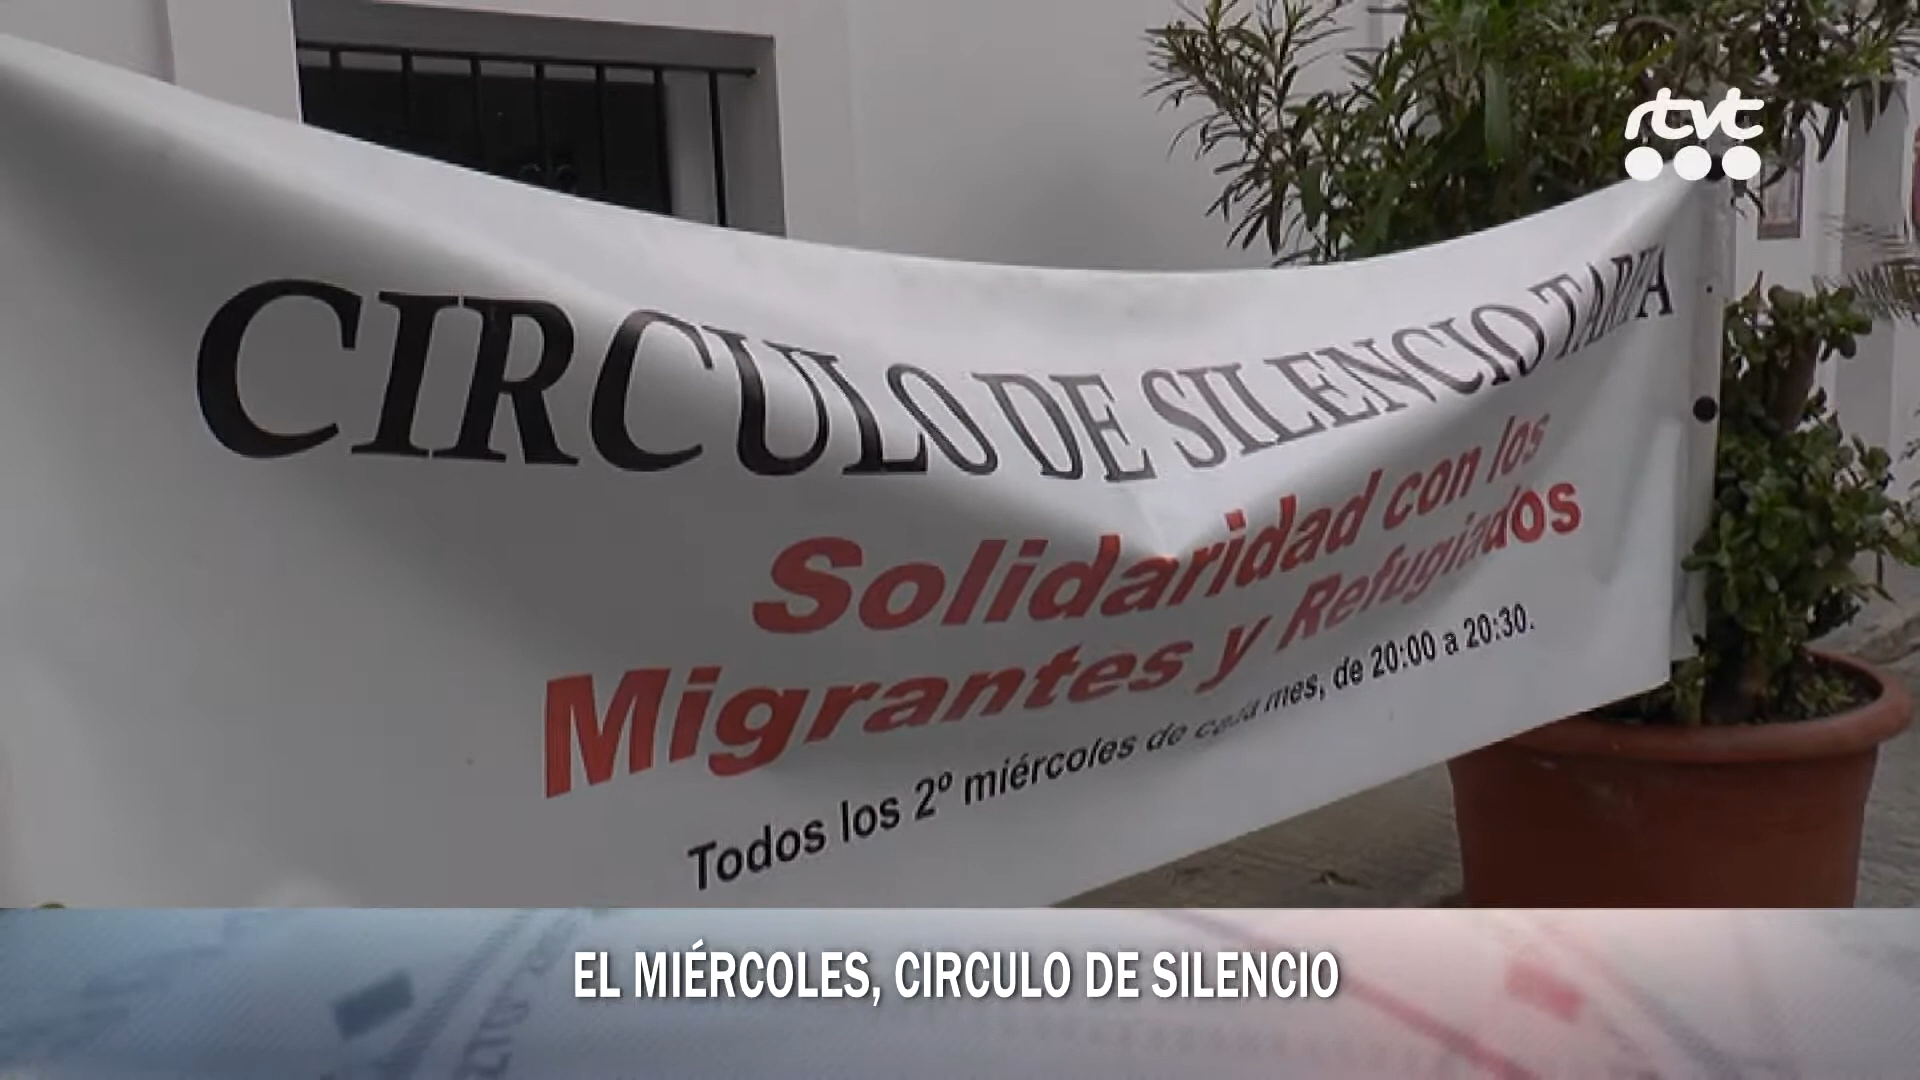 rtvt
CIRCULO DE SILENCIO TARIFA
Solidaridad con los
Migrantes y Refugiados
Todos los 2º miércoles de cada mes, de 20:00 a 20:30.
EL MIÉRCOLES, CIRCULO DE SILENCIO